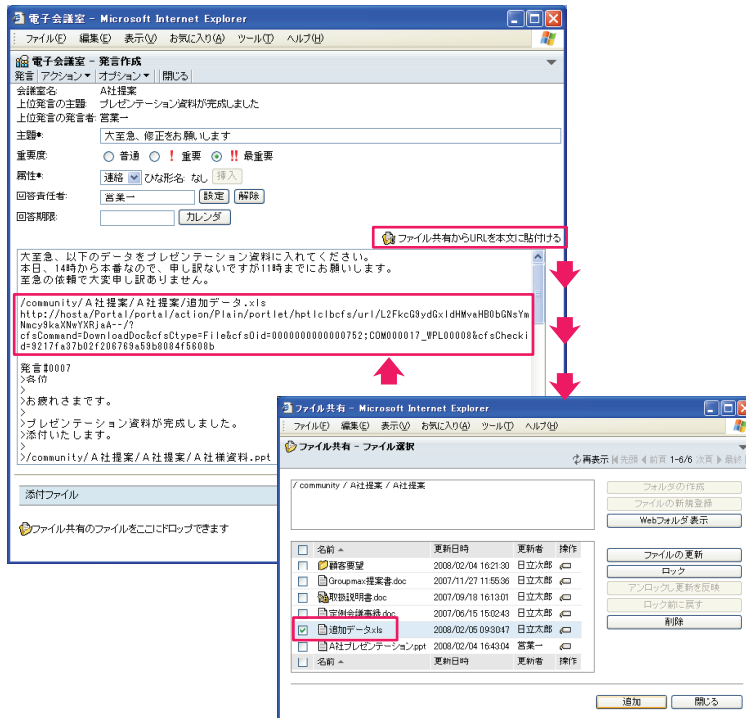 電子会議室 - Microsoft Internet Explorer
ファイル(F) 編集(E) 表示(V) お気に入り(A) ツール(T) ヘルプ(H)
電子会議室 - 発言作成
発言 アクション▼ オプション▼ 閉じる
会議室名: A社提案
上位発言の主題: プレゼンテーション資料が完成しました
上位発言の発言者: 営業一
主題*: 大至急、修正をお願いします
重要度: 普通 ! 重要 !! 最重要
属性*: 連絡 ひな形名: なし 挿入
回答責任者: 営業一 設定 解除
回答期限: カレンダ
ファイル共有からURLを本文に貼付ける
大至急、以下のデータをプレゼンテーション資料に入れてください。
本日、14時から本番なので、申し訳ないですが11時までにお願いします。
至急の依頼で大変申し訳ありません。
/community/A社提案/A社提案/追加データ.xls
http://hosta/Portal/portal/action/Plain/portlet/hptlclbcfs/url/L2FkcG9ydGxldHMvaHB0bGNsYm
Nmcy9kaXNwYXRjaA--/?
cfsCommand=DownloadDoc&cfsCtype=File&cfsOid=0000000000000752;COM000017_WPL00008&cfsChecki
d=9217fa37b02f206769a59b8084f5608b
発言#0007
>各位
>
>お疲れさまです。
>
>プレゼンテーション資料が完成しました。
>添付いたします。
>
>/community/A社提案/A社提案/A社様資料.ppt
添付ファイル
ファイル共有のファイルをここにドロップできます
ファイル共有 - Microsoft Internet Explorer
ファイル(F) 編集(E) 表示(V) お気に入り(A) ツール(T) ヘルプ(H)
ファイル共有 - ファイル選択
再表示 先頭 前頁 1-6/6 次頁 最終
/ community / A社提案 / A社提案
フォルダの作成
ファイルの新規登録
Webフォルダ表示
名前 更新日時 更新者 操作
顧客要望 2008/02/04 16:21:30 日立次郎
Groupmax提案書.doc 2007/11/27 11:55:36 日立太郎
取扱説明書.doc 2007/09/18 16:13:01 日立太郎
定例会議事録.doc 2007/06/15 15:02:43 日立太郎
追加データ.xls 2008/02/05 09:30:47 日立太郎
A社プレゼンテーション.ppt 2008/02/04 16:43:04 営業一
名前 更新日時 更新者 操作
ファイルの更新
ロック
アンロックし更新を反映
ロック前に戻す
削除
追加 閉じる